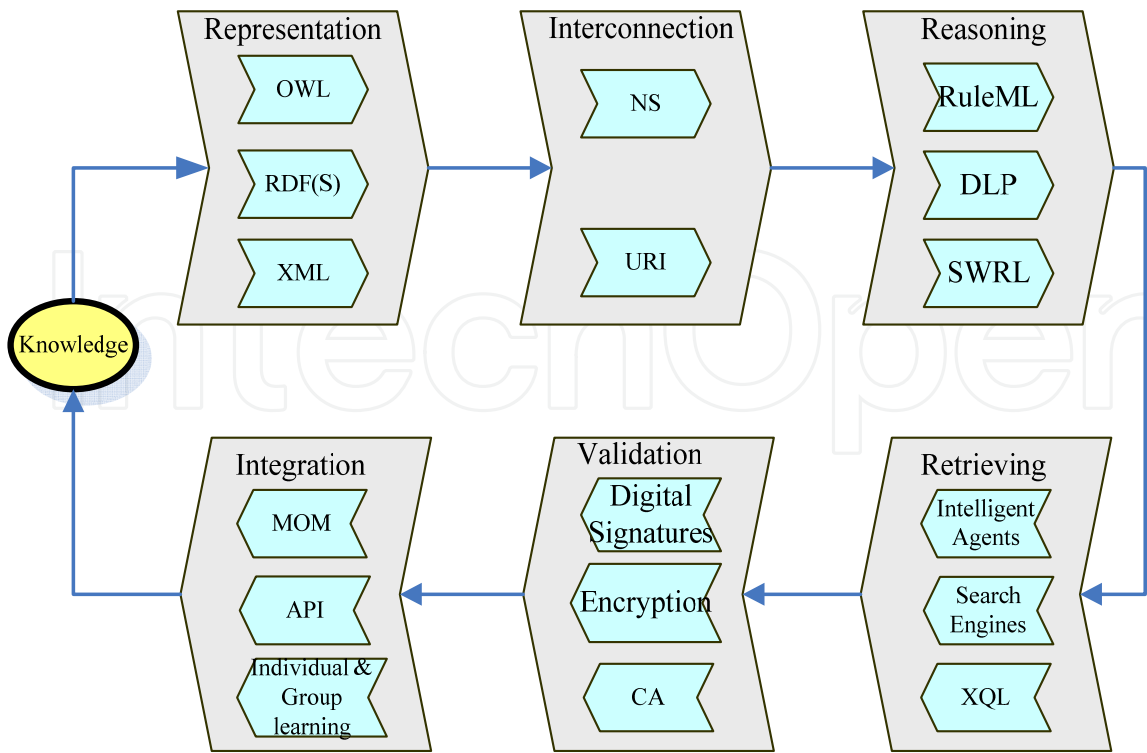 Representation
OWL
RDF(S)
XML
Interconnection
NS
URI
Reasoning
RuleML
DLP
SWRL
Knowledge
Integration
MOM
API
Individual &
Group
learning
Validation
Digital
Signatures
Encryption
CA
Retrieving
Intelligent
Agents
Search
Engines
XQL
IntechOpen